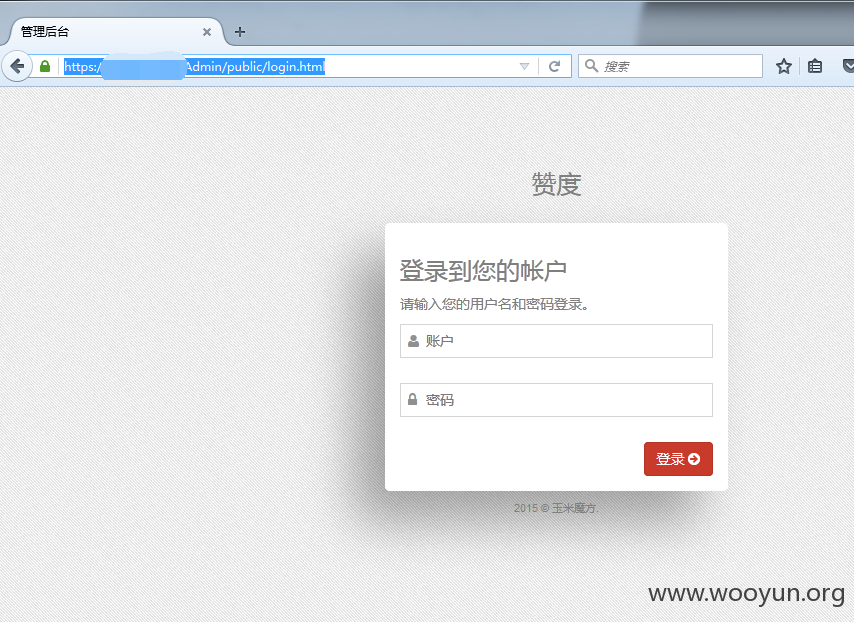 管理后台
https:/
Admin/public/login.html
搜索
赞度
登录到您的帐户
请输入您的用户名和密码登录。
账户
密码
登录
2015 © 玉米魔方.
www.wooyun.org